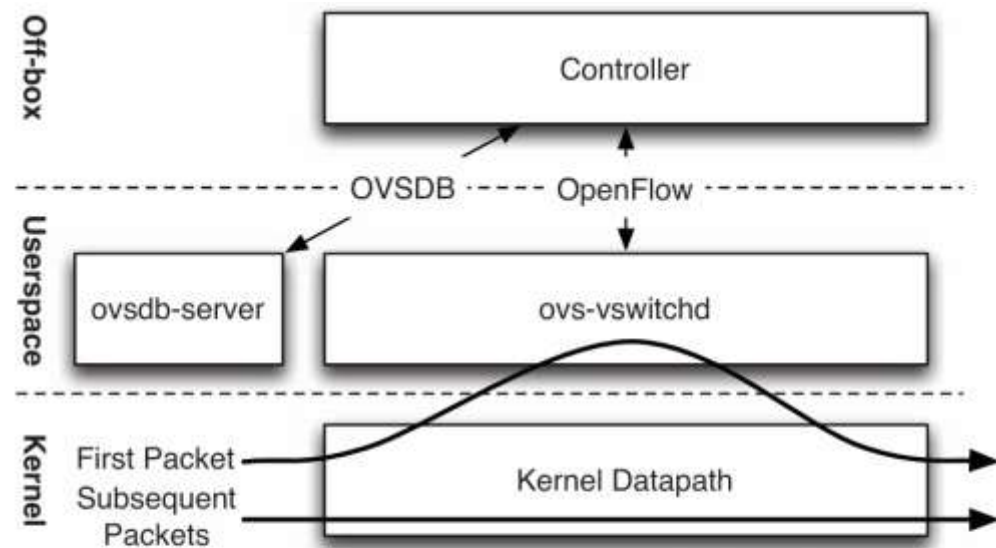 Off-box
Controller
OVSDB
OpenFlow
Userspace
ovsdb-server
ovs-vswitchd
Kernel
First Packet
Kernel Datapath
Subsequent
Packets